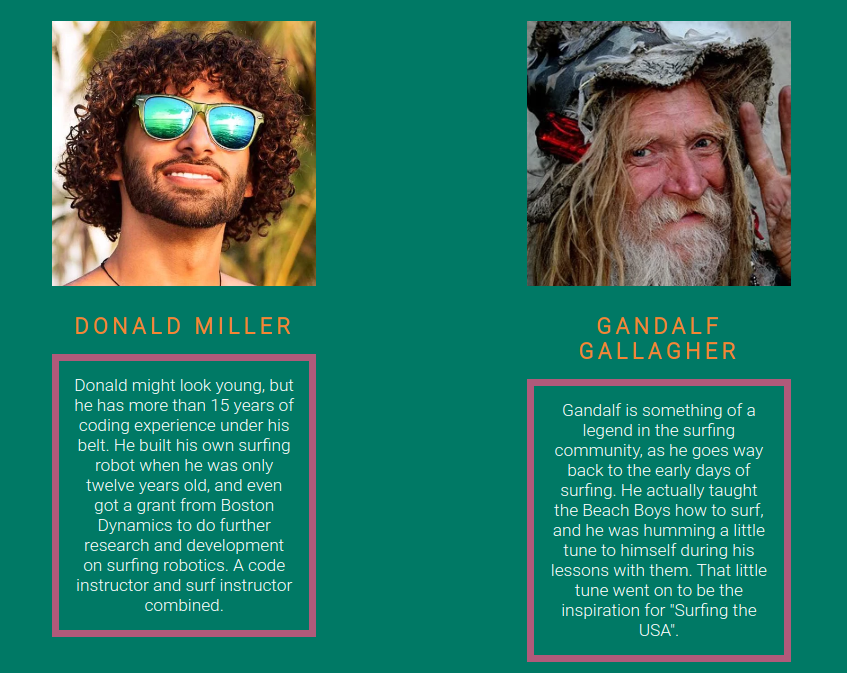 DONALD MILLER
Donald might look young, but
he has more than 15 years of
coding experience under his
belt. He built his own surfing
robot when he was only
twelve years old, and even
got a grant from Boston
Dynamics to do further
research and development
on surfing robotics. A code
instructor and surf instructor
combined.
GANDALF
GALLAGHER
Gandalf is something of a
legend in the surfing
community, as he goes way
back to the early days of
surfing. He actually taught
the Beach Boys how to surf,
and he was humming a little
tune to himself during his
lessons with them. That little
tune went on to be the
inspiration for "Surfing the
USA".